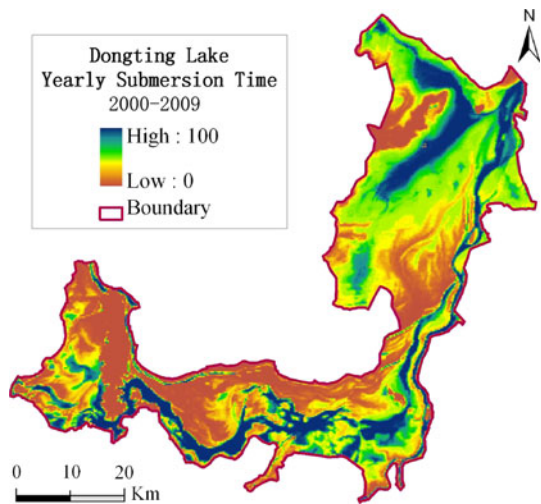 Dongting Lake
Yearly Submersion Time
2000-2009
High : 100
Low : 0
Boundary
N
0 10 20
Km